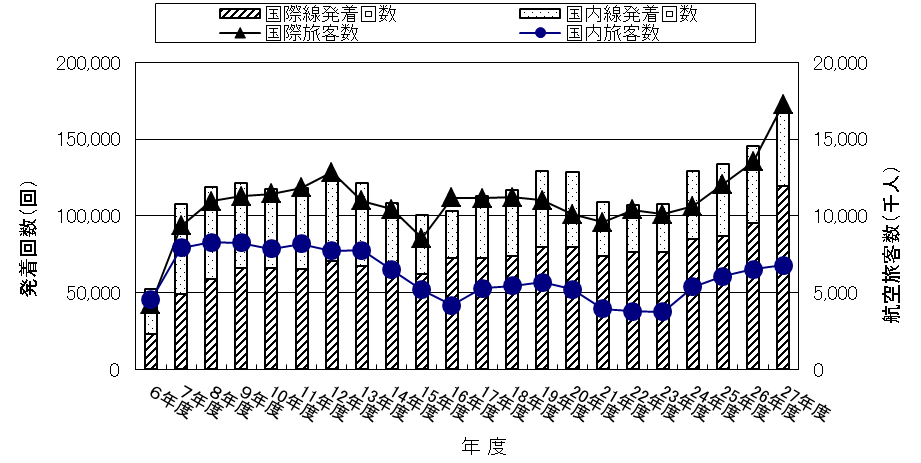 国際線発着回数 国内線発着回数
国際旅客数 国内旅客数
発着回数(回)
200,000
150,000
100,000
50,000
0
20,000
15,000
10,000
5,000
0
航空旅客数(千人)
6年度 7年度 8年度 9年度 10年度 11年度 12年度 13年度 14年度 15年度 16年度 17年度 18年度 19年度 20年度 21年度 22年度 23年度 24年度 25年度 26年度 27年度
年 度